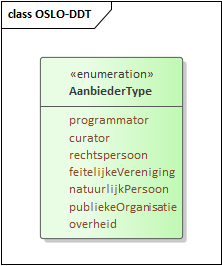 class OSLO-DDT
«enumeration»
AanbiederType
programmator
curator
rechtspersoon
feitelijkeVereniging
natuurlijkPersoon
publiekeOrganisatie
overheid